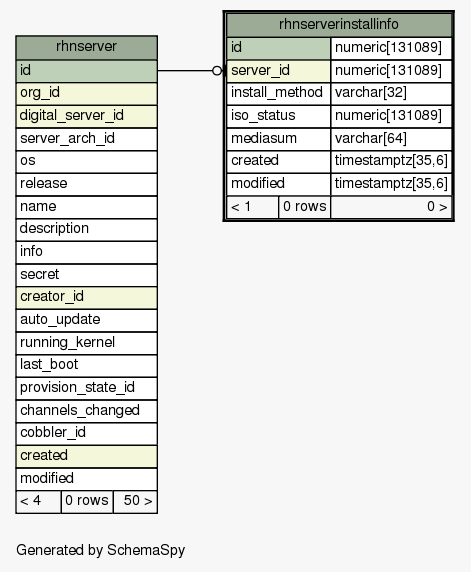 rhnserver
id
org_id
digital_server_id
server_arch_id
os
release
name
description
info
secret
creator_id
auto_update
running_kernel
last_boot
provision_state_id
channels_changed
cobbler_id
created
modified
< 4 0 rows 50 >
rhnserverinstallinfo
id numeric[131089]
server_id numeric[131089]
install_method varchar[32]
iso_status numeric[131089]
mediasum varchar[64]
created timestamptz[35,6]
modified timestamptz[35,6]
< 1 0 rows 0 >
Generated by SchemaSpy